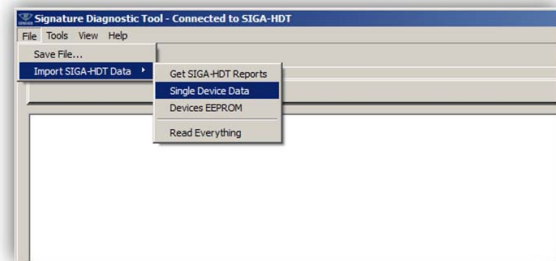 Signature Diagnostic Tool - Connected to SIGA-HDT
File Tools View Help
Save File...
Import SIGA-HDT Data
Get SIGA-HDT Reports
Single Device Data
Devices EEPROM
Read Everything